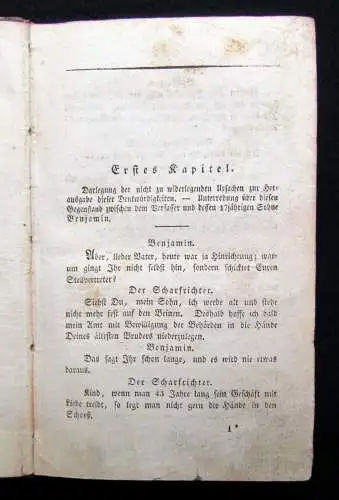 Erstes Kapitel.
Darlegung der nicht zu widerlegenden Ursachen zur Her-
ausgabe dieser Denkwürdigkeiten. — Unterredung über diesen
Gegenstand zwischen dem Verfasser und dessen 17jährigen Sohne
Benjamin.
Benjamin.
Aber, lieber Vater, heute war ja Hinrichtung; war-
um gingt Ihr nicht selbst hin, sondern schicktet Euren
Stellvertreter?
Der Scharfrichter.
Siehst Du, mein Sohn, ich werde alt und stehe
nicht mehr fest auf den Beinen. Deshalb hoffe ich bald
mein Amt mit Bewilligung der Behörden in die Hände
Deines ältesten Bruders niederzulegen.
Benjamin.
Das sagt Ihr schon lange, und es wird nie etwas
daraus.
Der Scharfrichter.
Kind, wenn man 43 Jahre lang sein Geschäft mit
Liebe treibt, so legt man nicht gern die Hände in den
Schooß.
1*